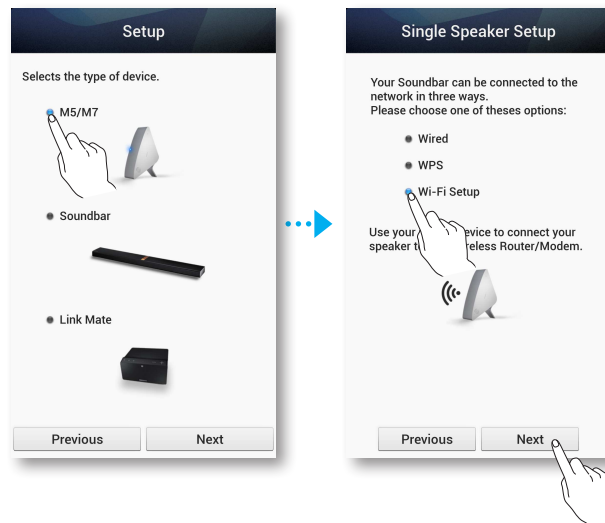 Setup
Selects the type of device.
M5/M7
Soundbar
Link Mate
Previous
Next
Single Speaker Setup
Your Soundbar can be connected to the
network in three ways.
Please choose one of theses options:
Wired
WPS
Wi-Fi Setup
Use your evice to connect your
speaker t reless Router/Modem.
Previous
Next